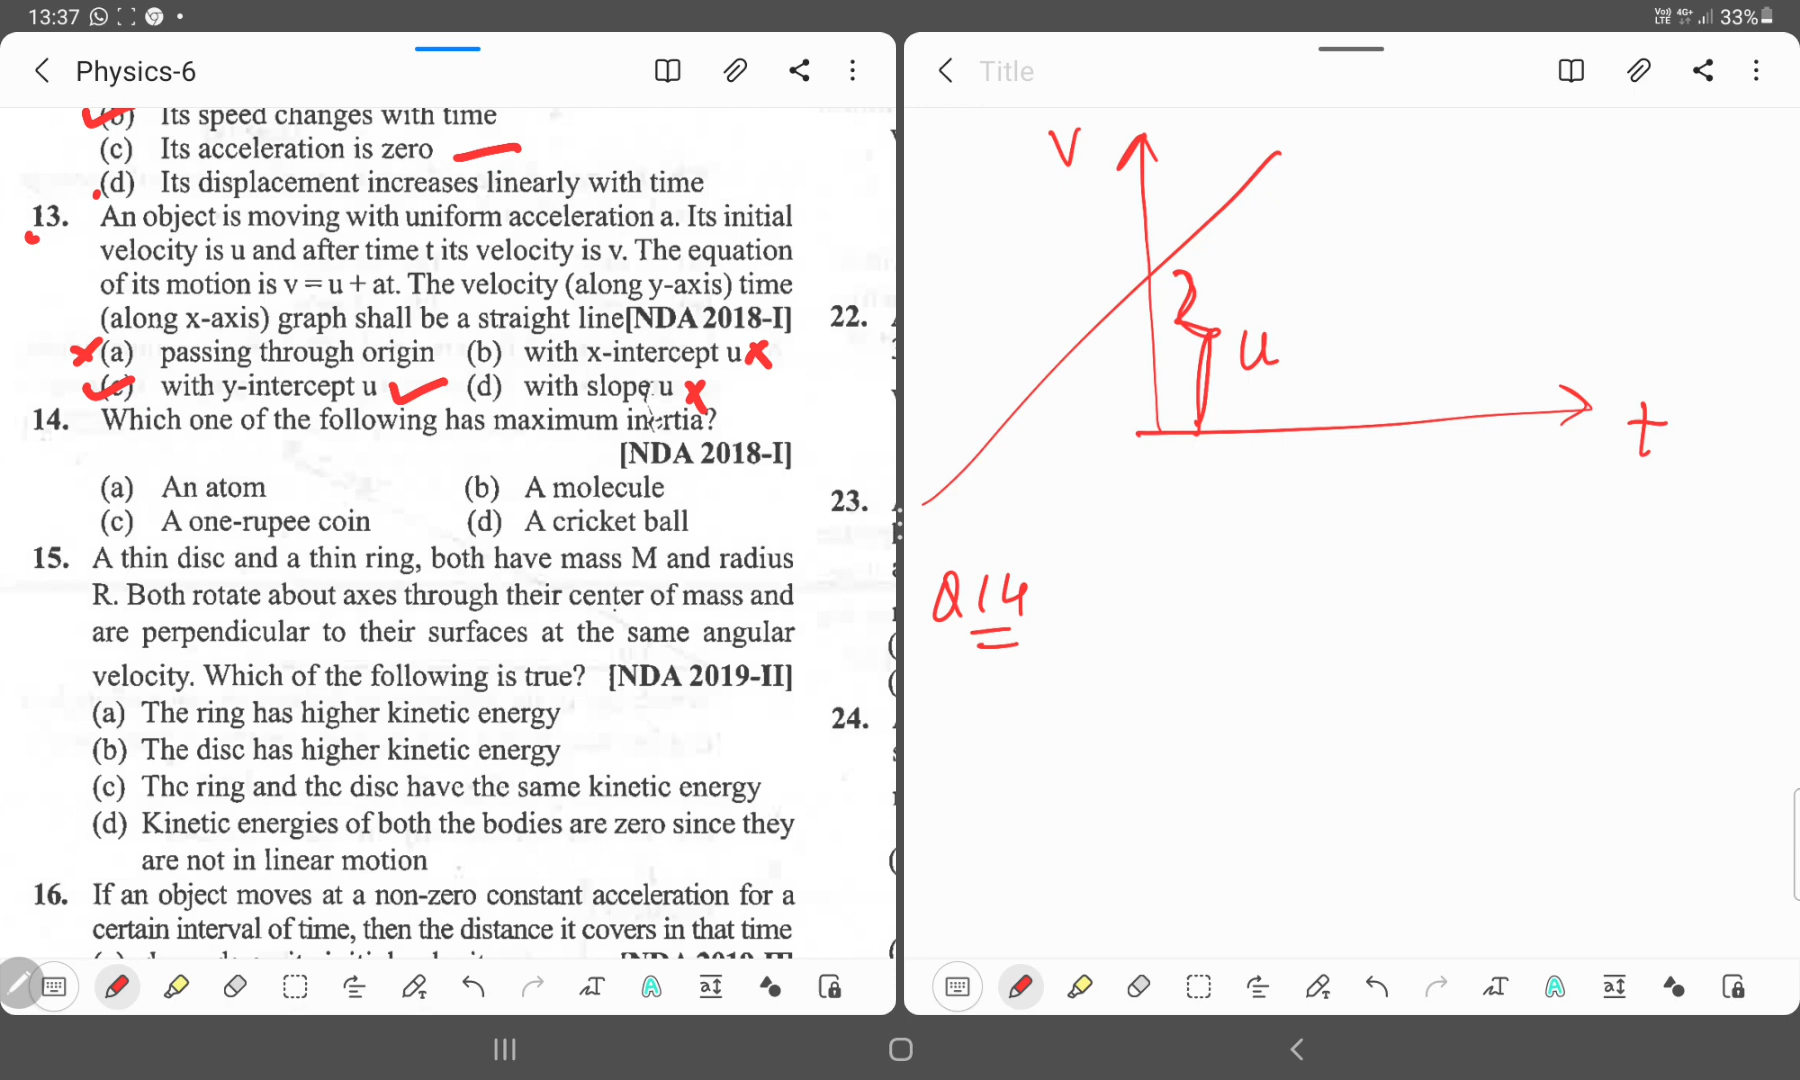 13:37
Vo)) LTE 4G+ 33%
Physics-6
(b) Its speed changes with time
(c) Its acceleration is zero
(d) Its displacement increases linearly with time
13. An object is moving with uniform acceleration a. Its initial
velocity is u and after time t its velocity is v. The equation
of its motion is v = u + at. The velocity (along y-axis) time
(along x-axis) graph shall be a straight line[NDA 2018-I]
(a) passing through origin (b) with x-intercept u
(c) with y-intercept u (d) with slope u
14. Which one of the following has maximum inertia?
[NDA 2018-I]
(a) An atom (b) A molecule
(c) A one-rupee coin (d) A cricket ball
15. A thin disc and a thin ring, both have mass M and radius
R. Both rotate about axes through their center of mass and
are perpendicular to their surfaces at the same angular
velocity. Which of the following is true? [NDA 2019-II]
(a) The ring has higher kinetic energy
(b) The disc has higher kinetic energy
(c) The ring and the disc have the same kinetic energy
(d) Kinetic energies of both the bodies are zero since they
are not in linear motion
16. If an object moves at a non-zero constant acceleration for a
certain interval of time, then the distance it covers in that time
22.
23.
24.
Title
V
u
t
Q14